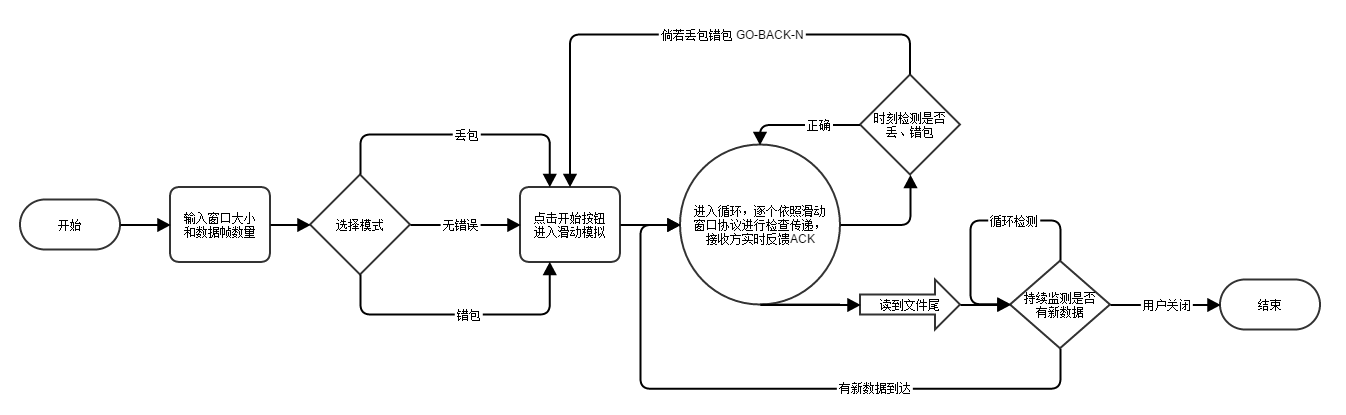 倘若丢包错包 GO-BACK-N
时刻检测是否
丢、错包
正确
丢包
开始
输入窗口大小
和数据帧数量
选择模式
无错误
点击开始按钮
进入滑动模拟
进入循环，逐个依照滑动
窗口协议进行检查传递，
接收方实时反馈ACK
循环检测
错包
读到文件尾
持续监测是否
有新数据
用户关闭
结束
有新数据到达